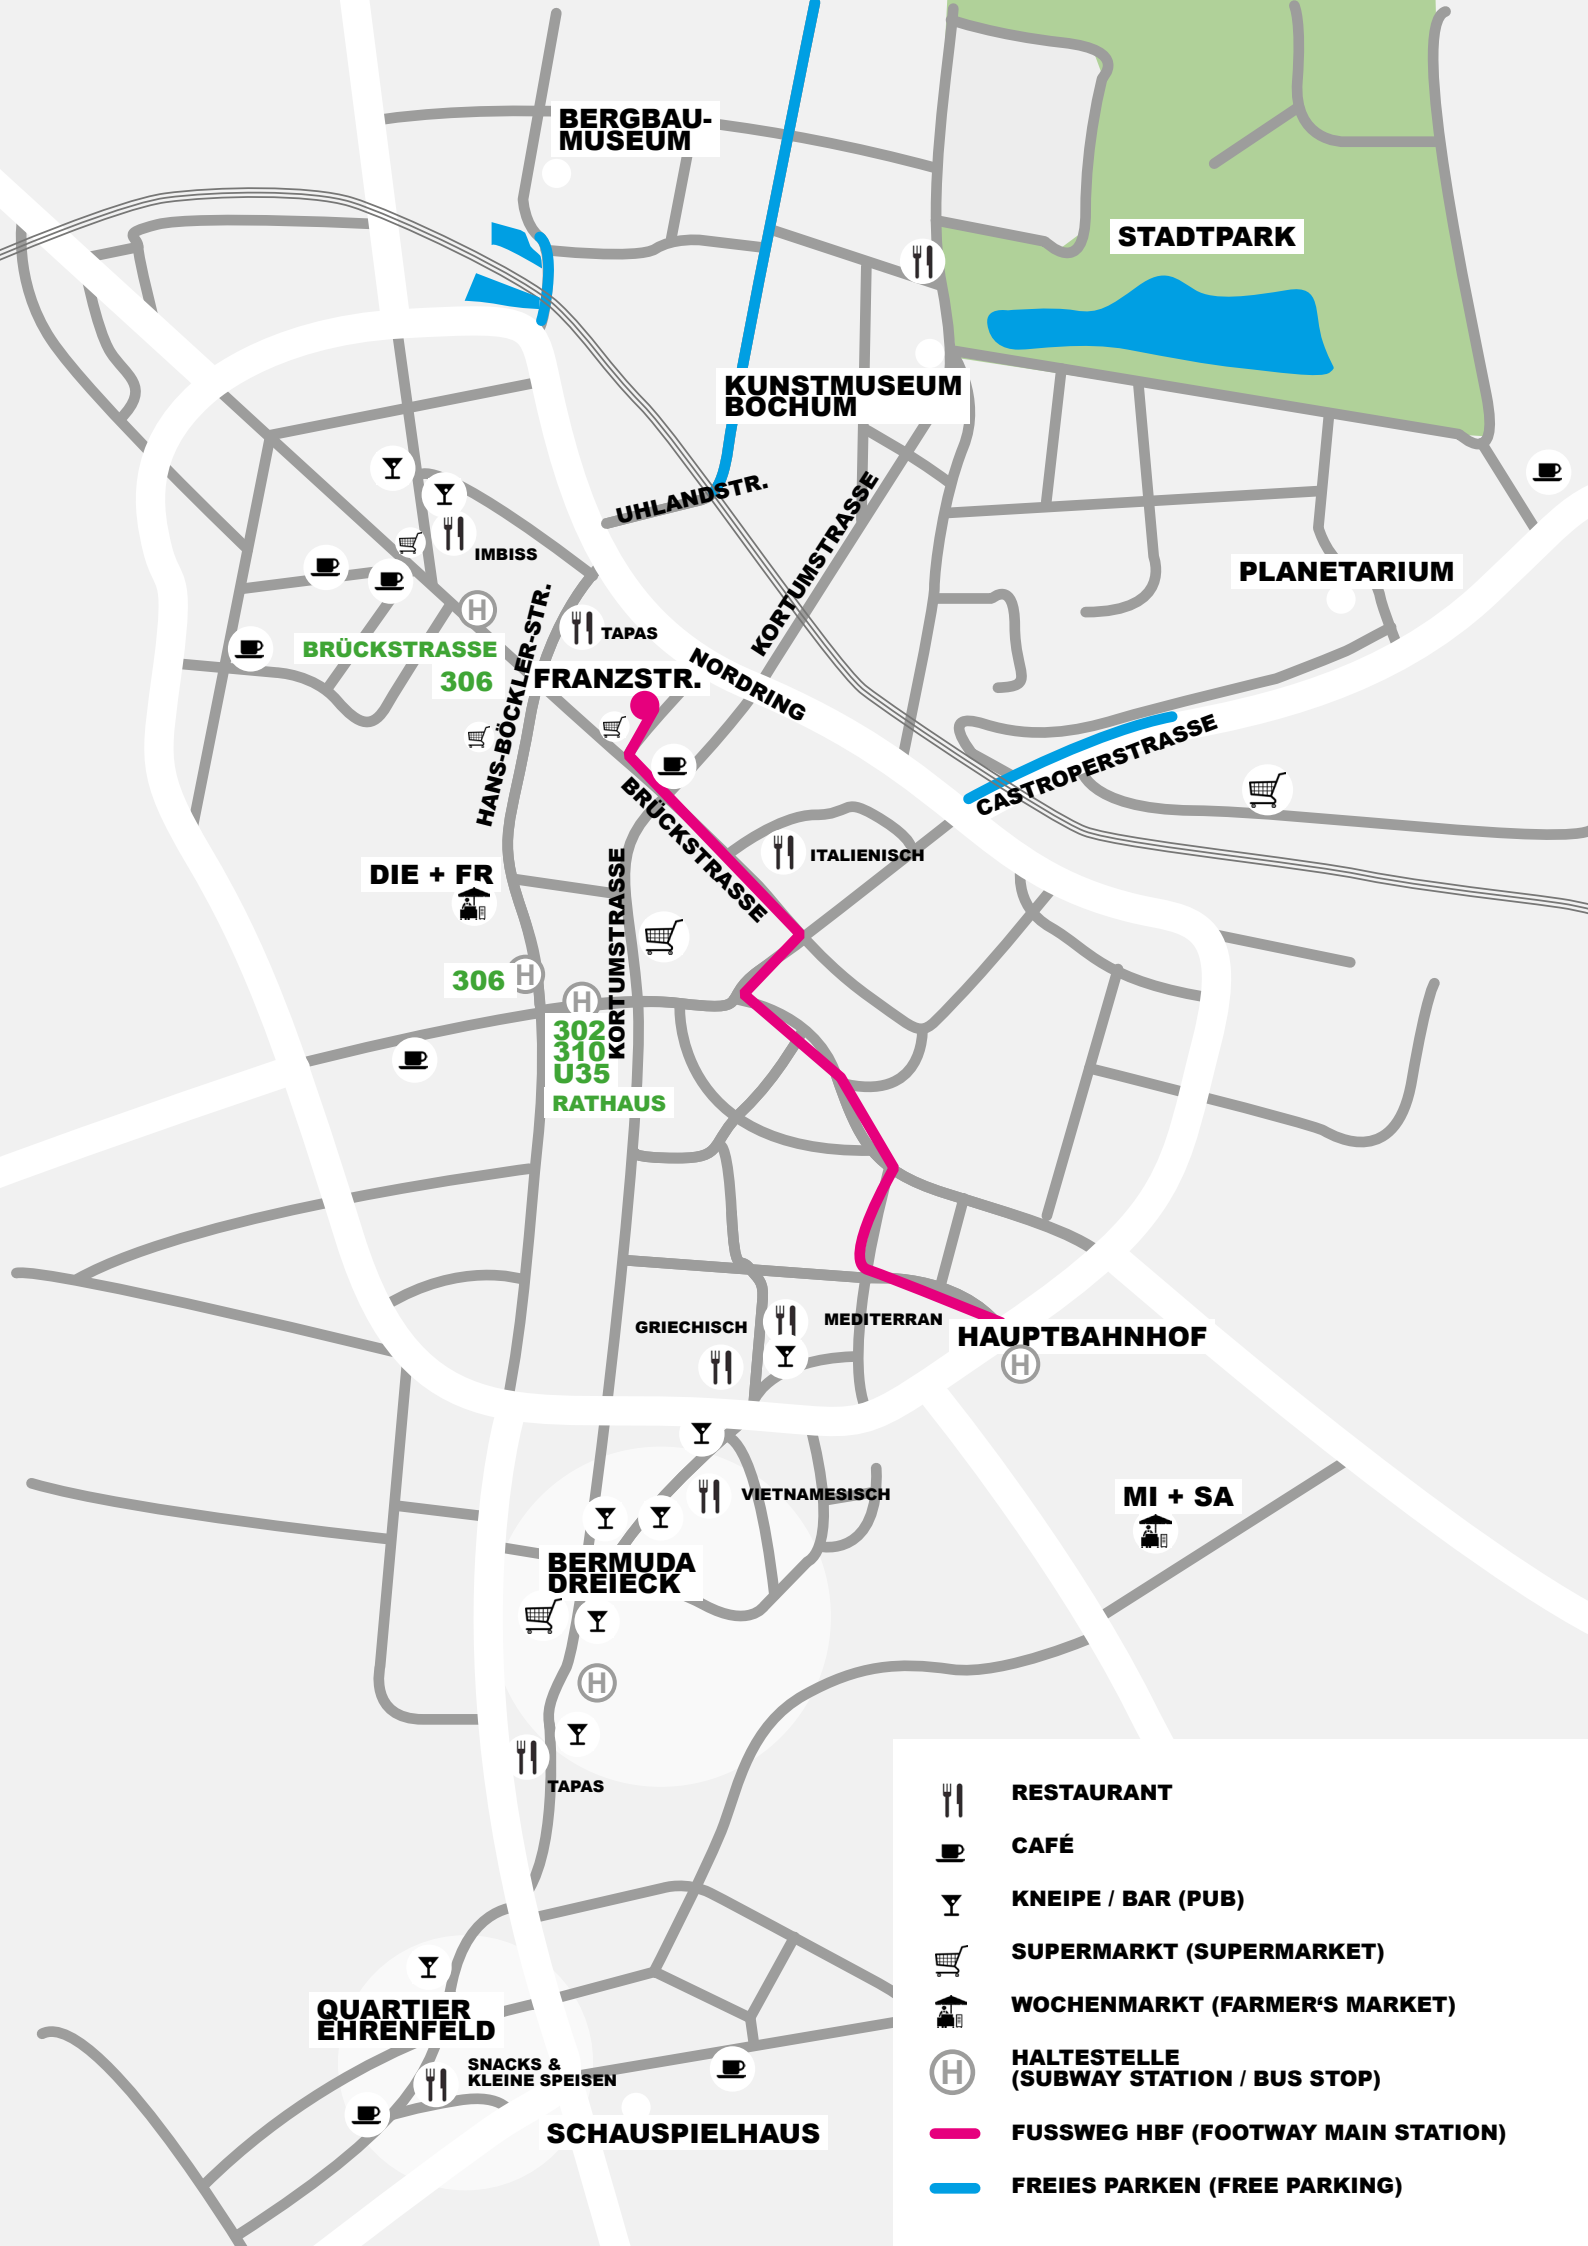 BERGBAU-
MUSEUM
STADTPARK
KUNSTMUSEUM
BOCHUM
UHLANDSTR.
KORTUMSTRASSE
IMBISS
PLANETARIUM
HANS-BÖCKLER-STR.
H
TAPAS
BRÜCKSTRASSE
306
FRANZSTR.
NORDRING
CASTROPERSTRASSE
BRÜCKSTRASSE
ITALIENISCH
DIE + FR
KORTUMSTRASSE
306
H
H
302
310
U35
RATHAUS
GRIECHISCH
MEDITERRAN
HAUPTBAHNHOF
H
VIETNAMESISCH
MI + SA
BERMUDA
DREIECK
H
TAPAS
QUARTIER
EHRENFELD
SNACKS &
KLEINE SPEISEN
SCHAUSPIELHAUS
RESTAURANT
CAFÉ
KNEIPE / BAR (PUB)
SUPERMARKT (SUPERMARKET)
WOCHENMARKT (FARMER‘S MARKET)
H
HALTESTELLE
(SUBWAY STATION / BUS STOP)
FUSSWEG HBF (FOOTWAY MAIN STATION)
FREIES PARKEN (FREE PARKING)